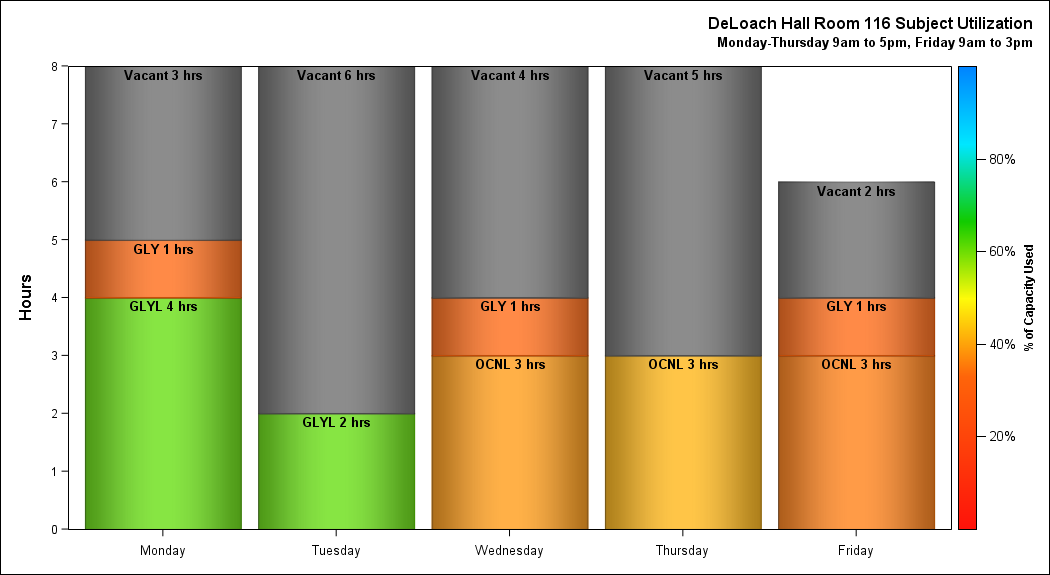 DeLoach Hall Room 116 Subject Utilization
Monday-Thursday 9am to 5pm, Friday 9am to 3pm
Hours
8
7
6
5
4
3
2
1
0
Vacant 3 hrs
GLY 1 hrs
GLYL 4 hrs
Vacant 6 hrs
GLYL 2 hrs
Vacant 4 hrs
GLY 1 hrs
OCNL 3 hrs
Vacant 5 hrs
OCNL 3 hrs
Vacant 2 hrs
GLY 1 hrs
OCNL 3 hrs
Monday
Tuesday
Wednesday
Thursday
Friday
80%
60%
40%
20%
% of Capacity Used